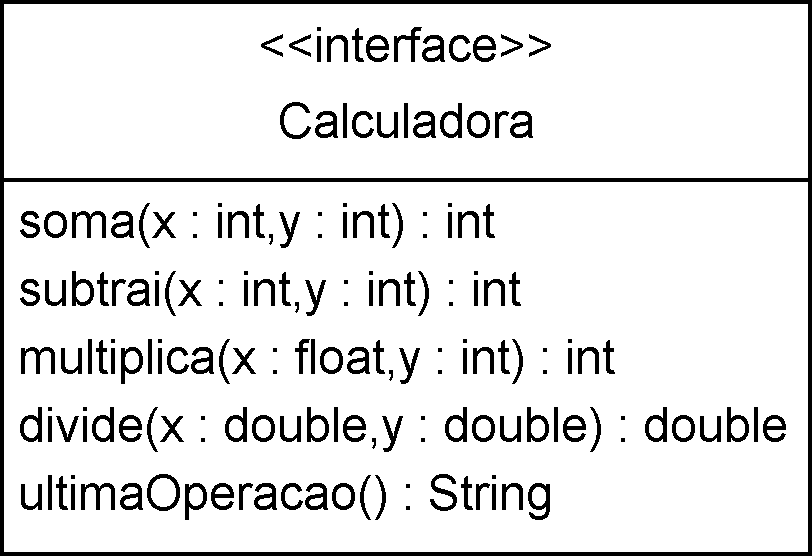 <<interface>>
Calculadora
soma(x : int,y : int) : int
subtrai(x : int,y : int) : int
multiplica(x : float,y : int) : int
divide(x : double,y : double) : double
ultimaOperacao() : String